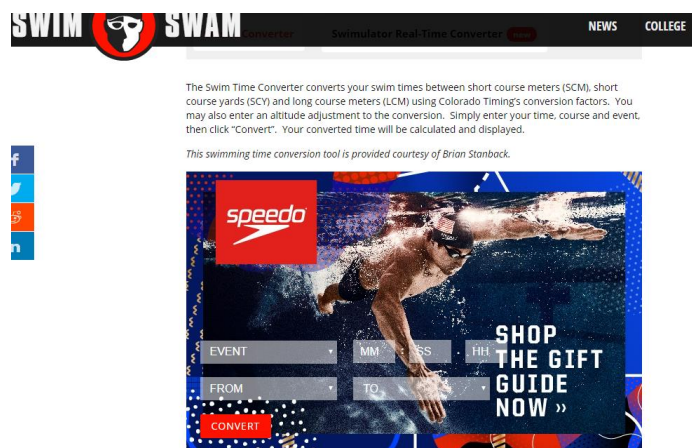 SWIM SWAM
NEWS COLLEGE
Converter Swimulator Real-Time Converter
The Swim Time Converter converts your swim times between short course meters (SCM), short
course yards (SCY) and long course meters (LCM) using Colorado Timing's conversion factors. You
may also enter an altitude adjustment to the conversion. Simply enter your time, course and event,
then click "Convert". Your converted time will be calculated and displayed.
This swimming time conversion tool is provided courtesy of Brian Stanback.
speedo
EVENT MM : SS . HH
FROM TO
CONVERT
SHOP
THE GIFT
GUIDE
NOW »